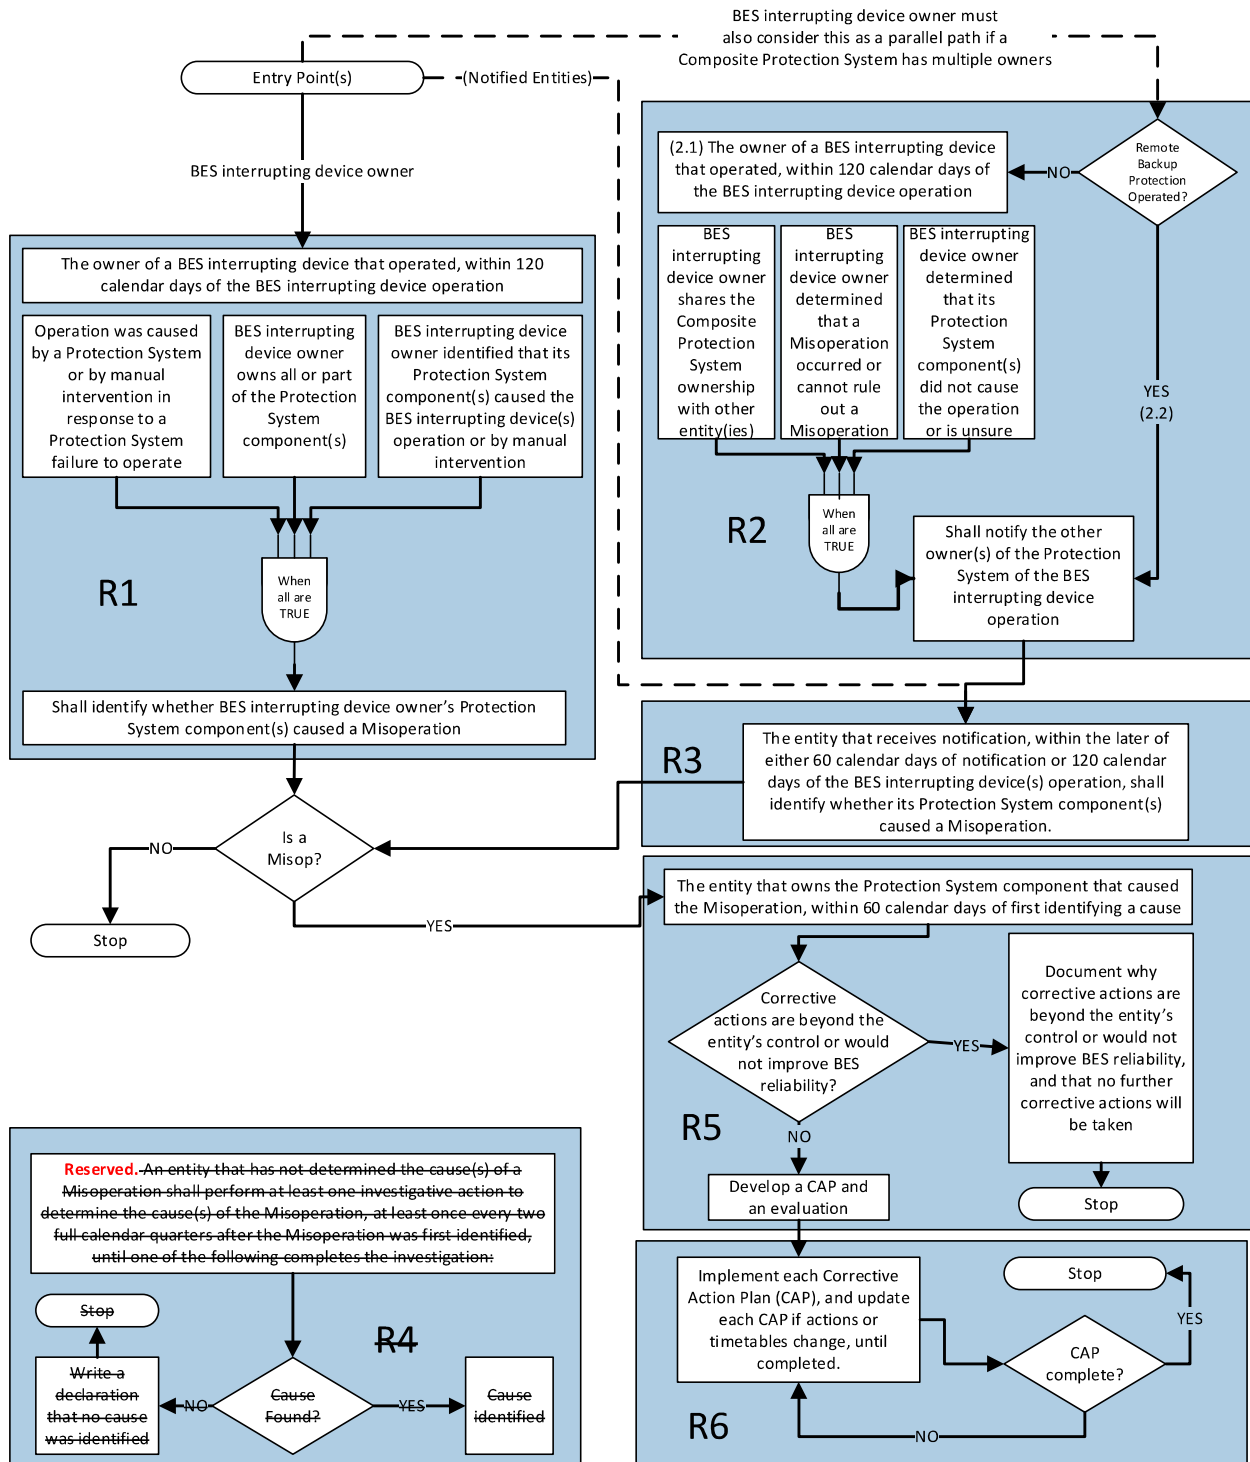 BES interrupting device owner must
also consider this as a parallel path if a
Composite Protection System has multiple owners
Entry Point(s)
(Notified Entities)
BES interrupting device owner
The owner of a BES interrupting device that operated, within 120
calendar days of the BES interrupting device operation
Operation was caused
by a Protection System
or by manual
intervention in
response to a
Protection System
failure to operate
BES interrupting
device owner
owns all or part
of the Protection
System
component(s)
BES interrupting device
owner identified that its
Protection System
component(s) caused the
BES interrupting device(s)
operation or by manual
intervention
R1
When
all are
TRUE
Shall identify whether BES interrupting device owner's Protection
System component(s) caused a Misoperation
Is a
Misop?
NO
Stop
YES
Remote
Backup
Protection
Operated?
NO
(2.1) The owner of a BES interrupting device
that operated, within 120 calendar days of
the BES interrupting device operation
BES
interrupting
device owner
shares the
Composite
Protection
System
ownership
with other
entity(ies)
BES
interrupting
device owner
determined
that a
Misoperation
occurred or
cannot rule
out a
Misoperation
BES interrupting
device owner
determined
that its
Protection
System
component(s)
did not cause
the operation
or is unsure
YES
(2.2)
R2
When
all are
TRUE
Shall notify the other
owner(s) of the Protection
System of the BES
interrupting device
operation
R3
The entity that receives notification, within the later of
either 60 calendar days of notification or 120 calendar
days of the BES interrupting device(s) operation, shall
identify whether its Protection System component(s)
caused a Misoperation.
The entity that owns the Protection System component that caused
the Misoperation, within 60 calendar days of first identifying a cause
Corrective
actions are beyond the
entity's control or would
not improve BES
reliability?
YES
Document why
corrective actions are
beyond the entity's
control or would not
improve BES reliability,
and that no further
corrective actions will
be taken
R5
NO
Develop a CAP and
an evaluation
Stop
Reserved. An entity that has not determined the cause(s) of a
Misoperation shall perform at least one investigative action to
determine the cause(s) of the Misoperation, at least once every two
full calendar quarters after the Misoperation was first identified,
until one of the following completes the investigation:
Stop
R4
Write a
declaration
that no cause
was identified
NO
Cause
Found?
YES
Cause
identified
Implement each Corrective
Action Plan (CAP), and update
each CAP if actions or
timetables change, until
completed.
Stop
YES
CAP
complete?
R6
NO